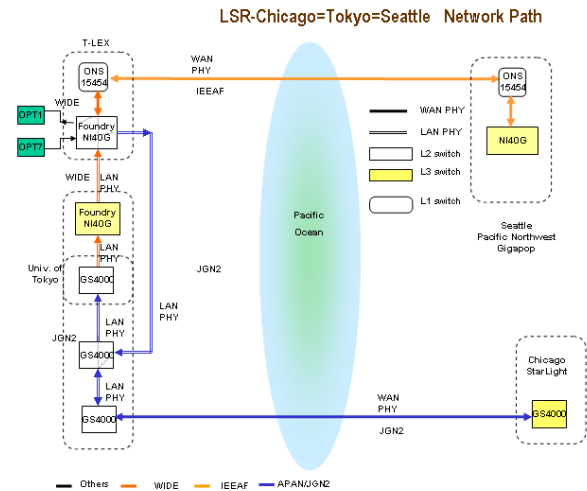 LSR-Chicago=Tokyo=Seattle Network Path
T-LEX
ONS
15454
WAN
PHY
IEEAF
ONS
15454
WIDE
OPT1
Foundry
NI40G
OPT7
WAN PHY
LAN PHY
L2 switch
L3 switch
L1 switch
NI40G
WIDE
LAN
PHY
Foundry
NI40G
Pacific
Ocean
Seattle
Pacific Northwest
Gigapop
LAN
PHY
Univ. of
Tokyo
GS4000
JGN2
LAN
PHY
LAN
PHY
JGN2
GS4000
LAN
PHY
Chicago
StarLight
GS4000
WAN
PHY
JGN2
GS4000
Others
WIDE
IEEAF
APAN/JGN2